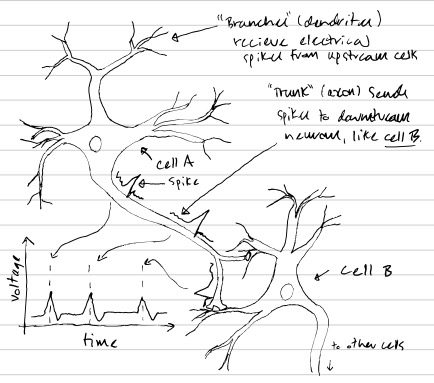 "Branches" (dendrites)
recieve electrical
spikes from upstream cells
"Trunk" (axon) sends
spikes to downstream
neurons, like cell B.
cell A
spike
Cell B
voltage
time
to other cells